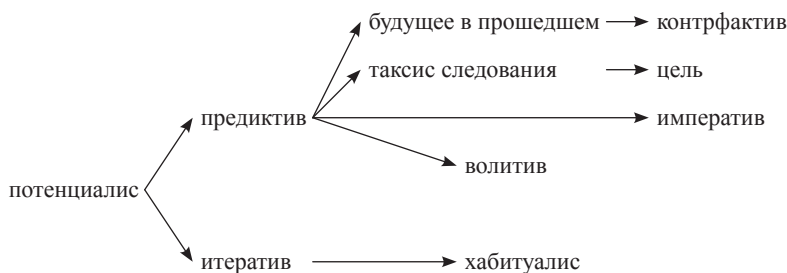 будущее в прошедшем контрфактив
таксис следования цель
предиктив императив
волитив
потенциалис
итератив хабитуалис